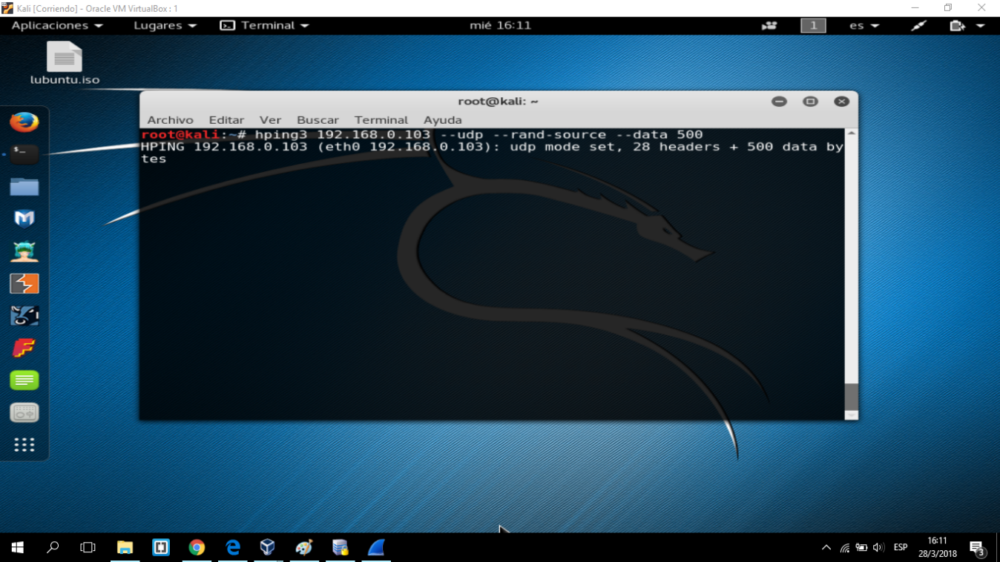 Kali [Corriendo] - Oracle VM VirtualBox : 1
Aplicaciones Lugares Terminal mié 16:11 1 es
lubuntu.iso
root@kali: ~
Archivo Editar Ver Buscar Terminal Ayuda
root@kali:~# hping3 192.168.0.103 --udp --rand-source --data 500
HPING 192.168.0.103 (eth0 192.168.0.103): udp mode set, 28 headers + 500 data by
tes
ESP
16:11
28/3/2018
3